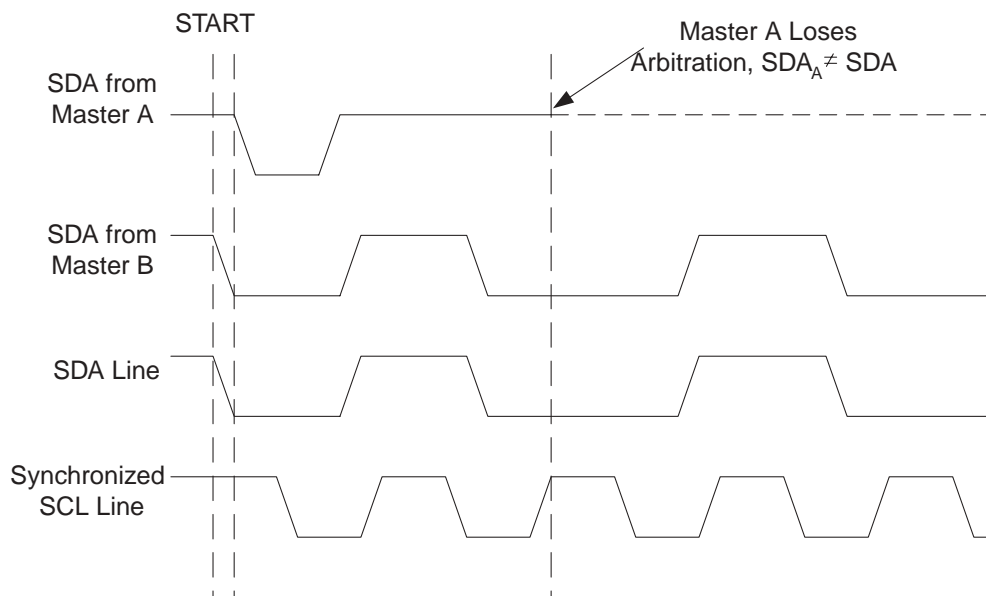 START
Master A Loses
Arbitration, SDA_A ≠ SDA
SDA from
Master A
SDA from
Master B
SDA Line
Synchronized
SCL Line